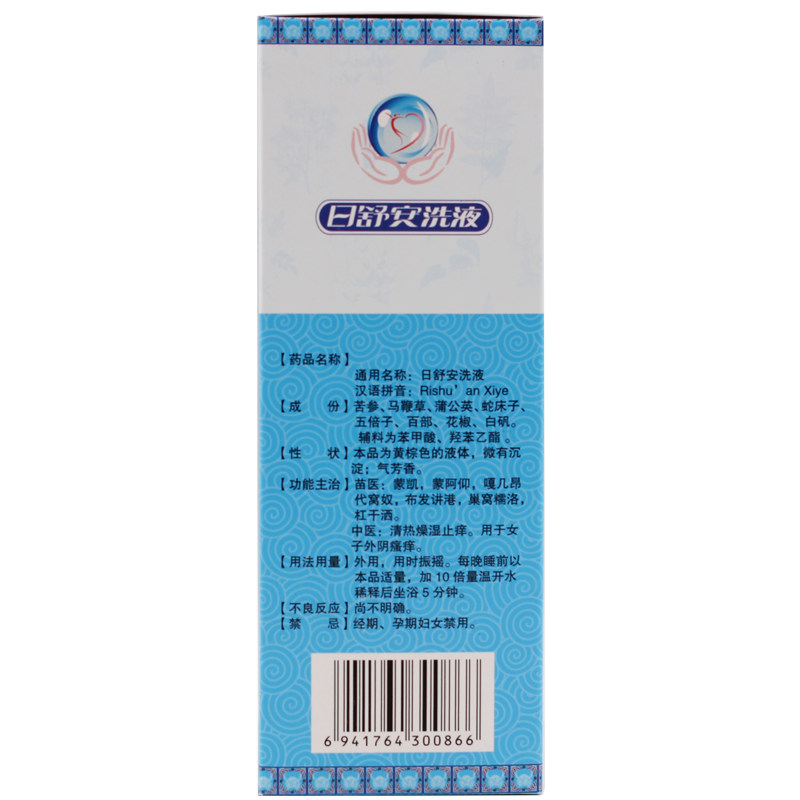 日舒安洗液
【药品名称】
通用名称：日舒安洗液
汉语拼音：Rishu'an Xiye
【成 份】苦参、马鞭草、蒲公英、蛇床子、
五倍子、百部、花椒、白矾。
辅料为苯甲酸、羟苯乙酯 。
【性 状】本品为黄棕色的液体，微有沉
淀；气芳香。
【功能主治】苗医：蒙凯，蒙阿仰，嘎几昂
代窝奴，布发讲港，巢窝糯洛，
杠干洒。
中医：清热燥湿止痒。用于女
子外阴瘙痒。
【用法用量】外用，用时振摇。每晚睡前以
本品适量，加 10 倍量温开水
稀释后坐浴 5 分钟。
【不良反应】尚不明确。
【禁 忌】经期、孕期妇女禁用。
6 941764 300866